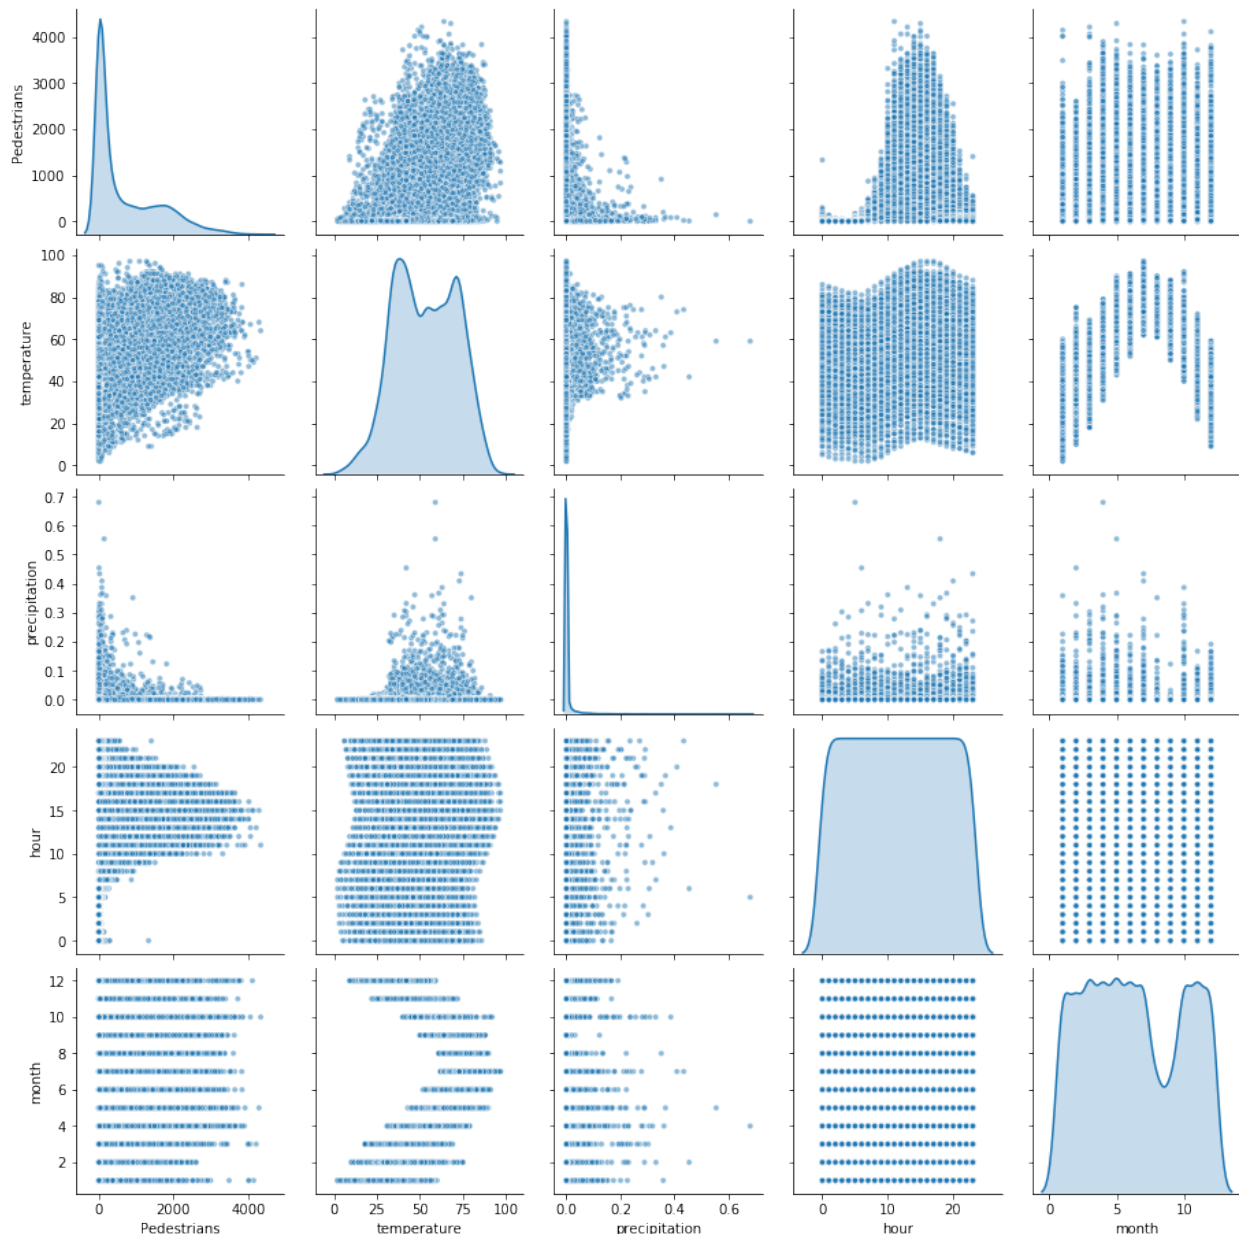 Pedestrians
4000
3000
2000
1000
0
temperature
100
80
60
40
20
0
precipitation
0.7
0.6
0.5
0.4
0.3
0.2
0.1
0.0
hour
20
15
10
5
0
month
12
10
8
6
4
2
0 2000 4000
0 25 50 75 100
0.0 0.2 0.4 0.6
0 10 20
0 5 10
Pedestrians temperature precipitation hour month